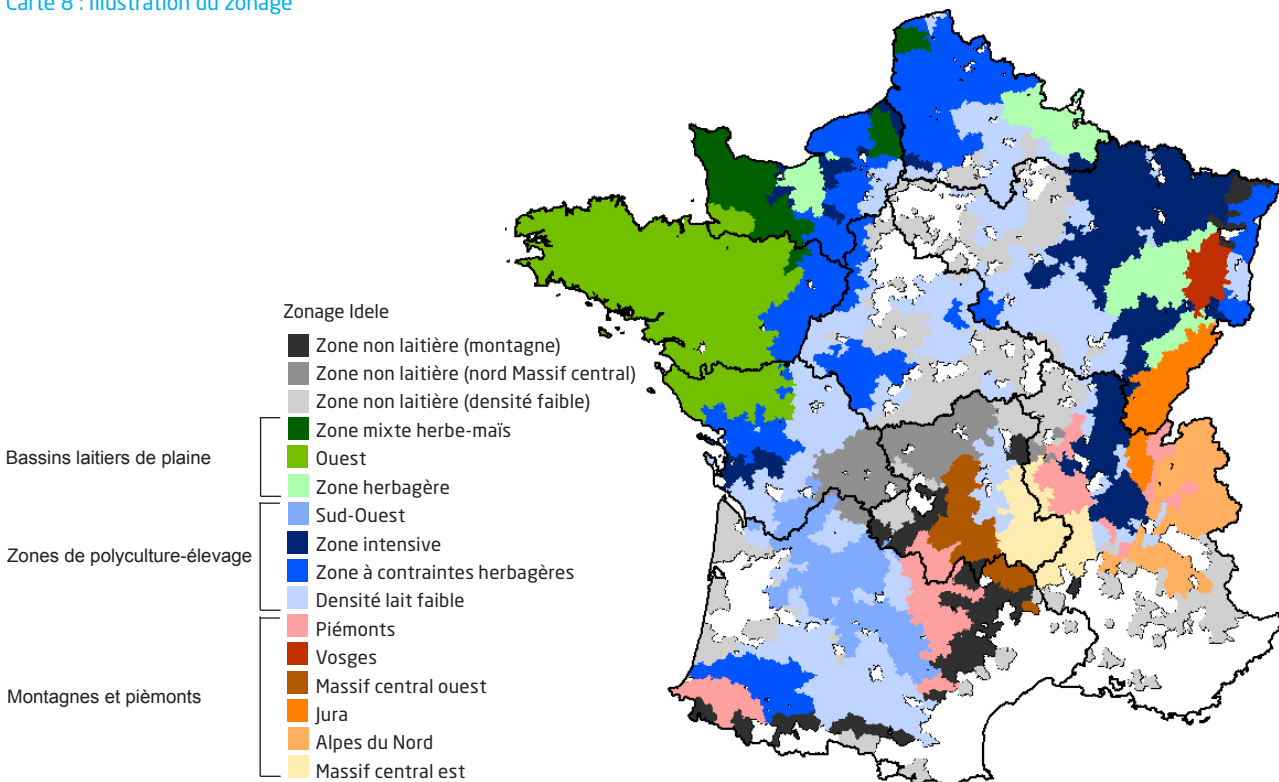 Carte 8 : Illustration du zonage
Zonage Idele
Zone non laitière (montagne)
Zone non laitière (nord Massif central)
Zone non laitière (densité faible)
Bassins laitiers de plaine
Zone mixte herbe-maïs
Ouest
Zone herbagère
Zones de polyculture-élevage
Sud-Ouest
Zone intensive
Zone à contraintes herbagères
Densité lait faible
Montagnes et pièmonts
Piémonts
Vosges
Massif central ouest
Jura
Alpes du Nord
Massif central est